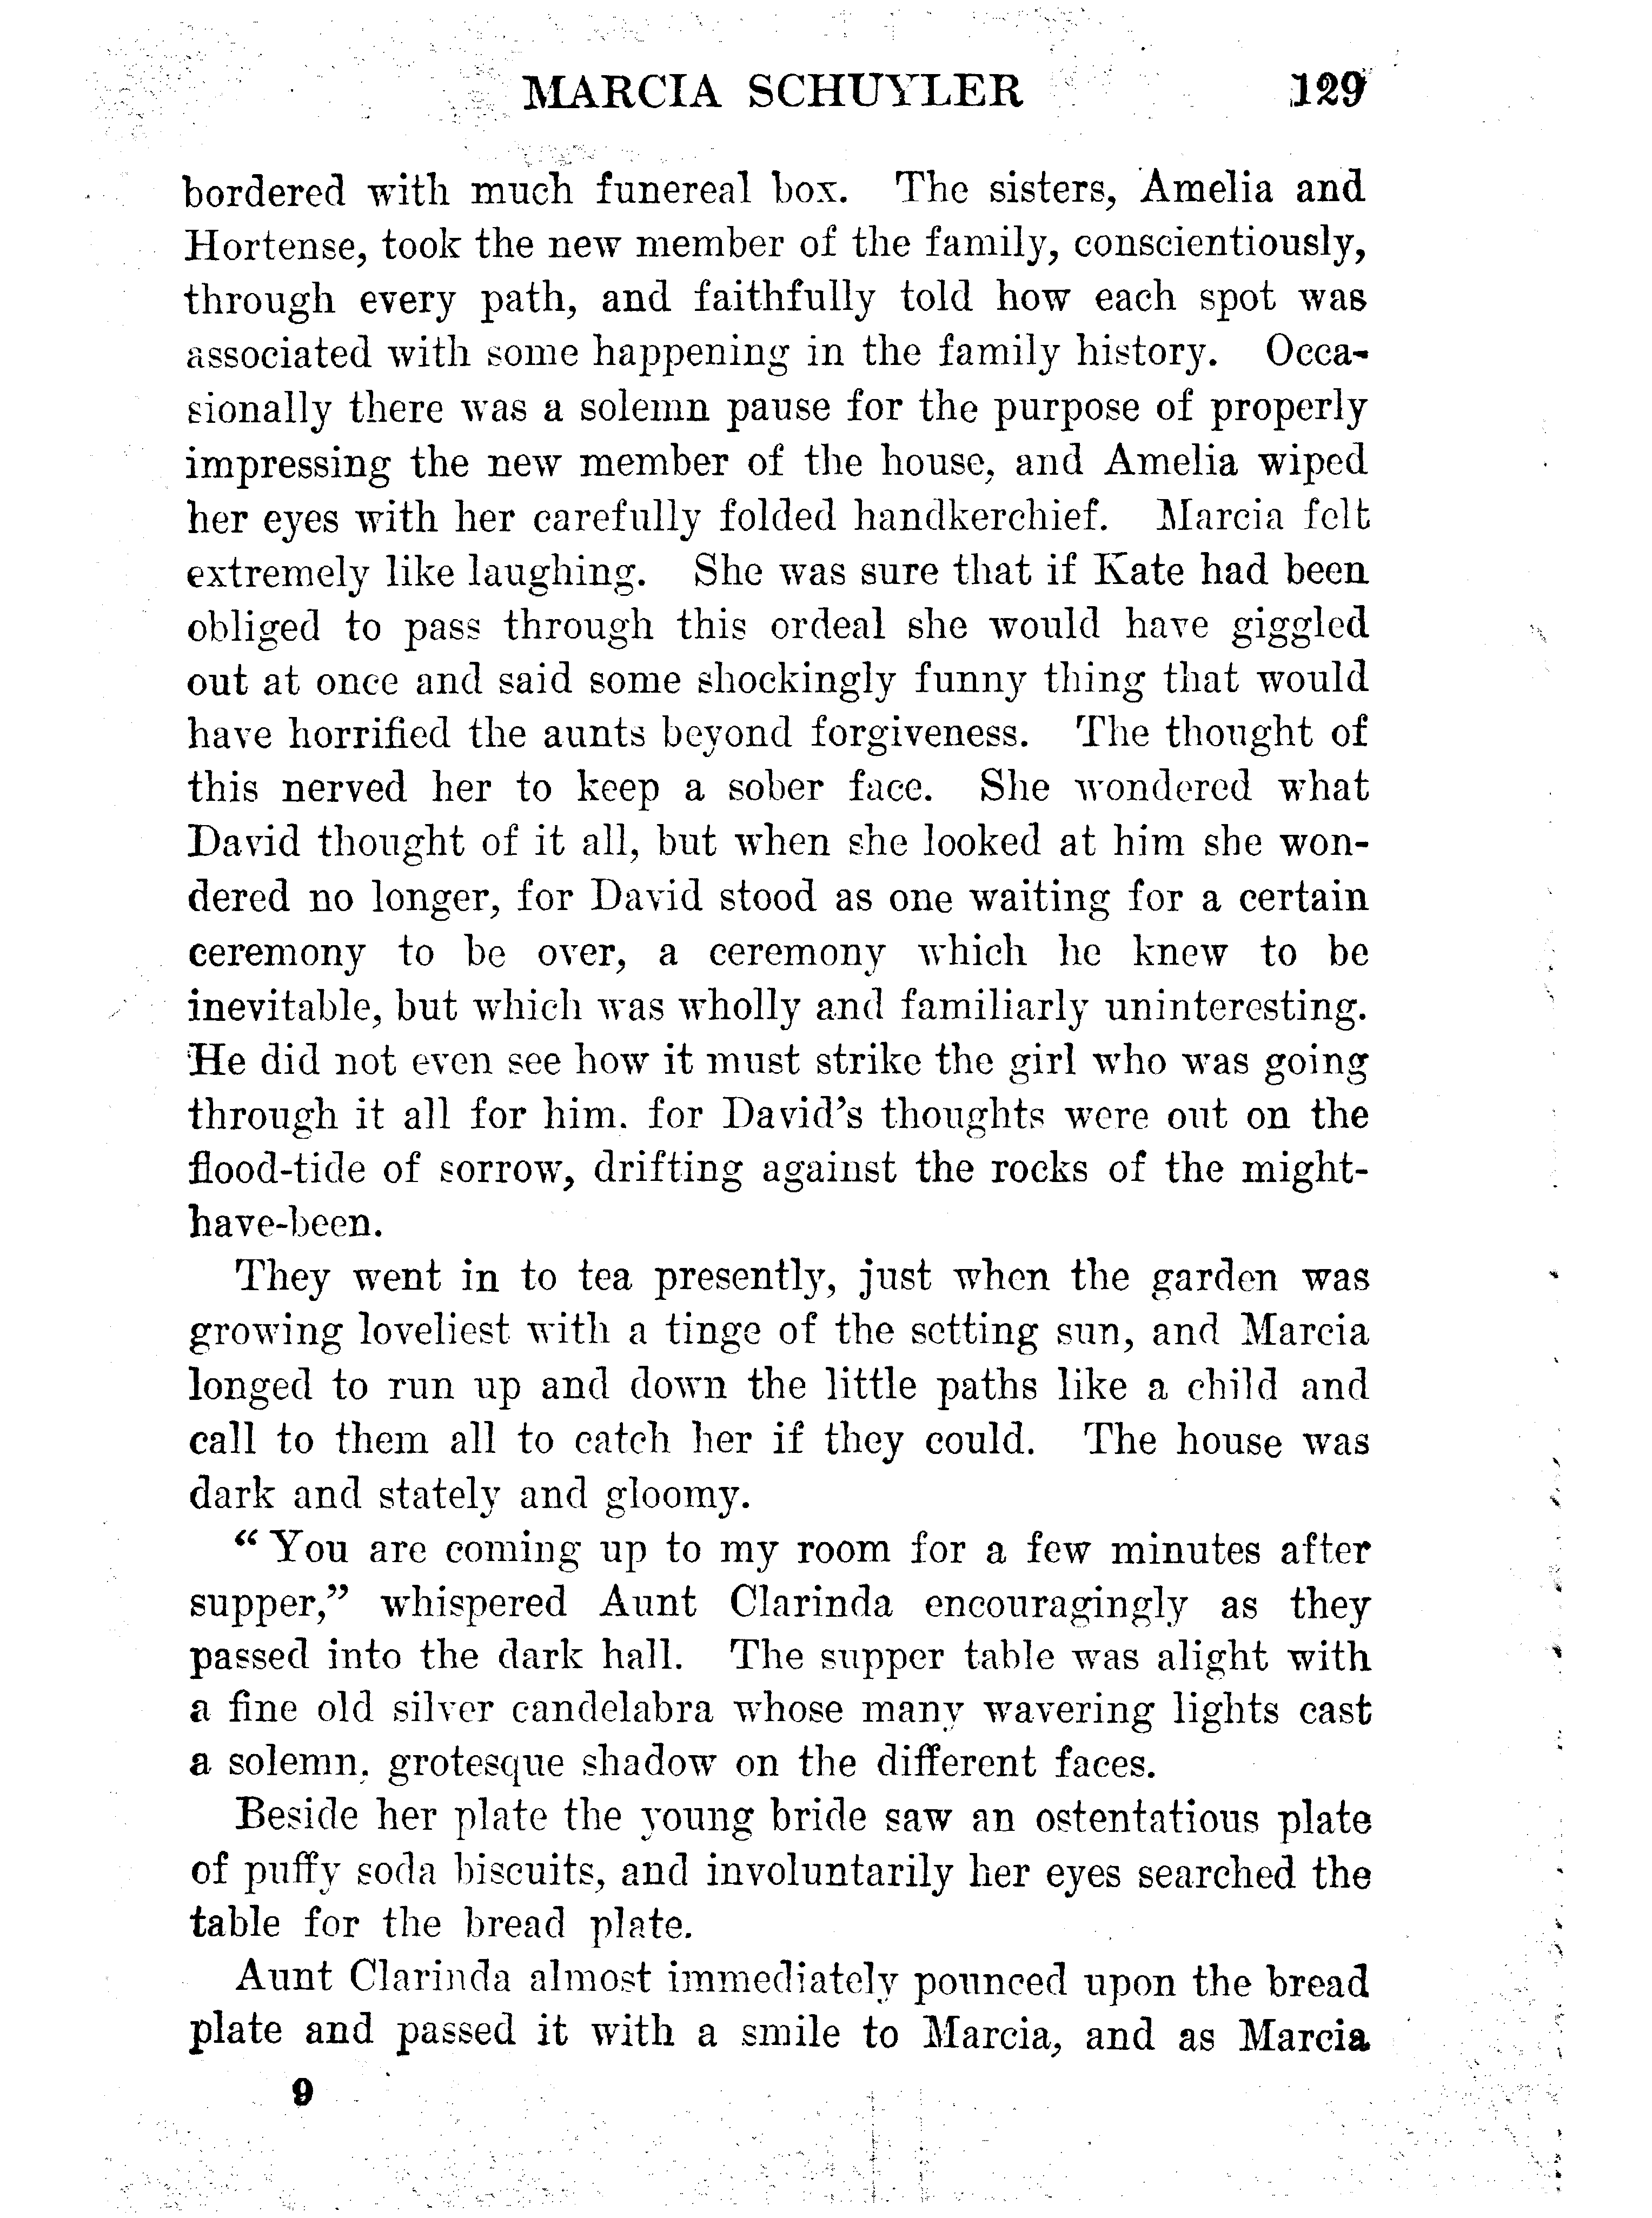 MARCIA SCHUYLER 129
bordered with much funereal box. The sisters, Amelia and
Hortense, took the new member of the family, conscientiously,
through every path, and faithfully told how each spot was
associated with some happening in the family history. Occa-
sionally there was a solemn pause for the purpose of properly
impressing the new member of the house, and Amelia wiped
her eyes with her carefully folded handkerchief. Marcia felt
extremely like laughing. She was sure that if Kate had been
obliged to pass through this ordeal she would have giggled
out at once and said some shockingly funny thing that would
have horrified the aunts beyond forgiveness. The thought of
this nerved her to keep a sober face. She wondered what
David thought of it all, but when she looked at him she won-
dered no longer, for David stood as one waiting for a certain
ceremony to be over, a ceremony which he knew to be
inevitable, but which was wholly and familiarly uninteresting.
He did not even see how it must strike the girl who was going
through it all for him. for David's thoughts were out on the
flood-tide of sorrow, drifting against the rocks of the might-
have-been.
They went in to tea presently, just when the garden was
growing loveliest with a tinge of the setting sun, and Marcia
longed to run up and down the little paths like a child and
call to them all to catch her if they could. The house was
dark and stately and gloomy.
“ You are coming up to my room for a few minutes after
supper,” whispered Aunt Clarinda encouragingly as they
passed into the dark hall. The supper table was alight with
a fine old silver candelabra whose many wavering lights cast
a solemn, grotesque shadow on the different faces.
Beside her plate the young bride saw an ostentatious plate
of puffy soda biscuits, and involuntarily her eyes searched the
table for the bread plate.
Aunt Clarinda almost immediately pounced upon the bread
plate and passed it with a smile to Marcia, and as Marcia
9